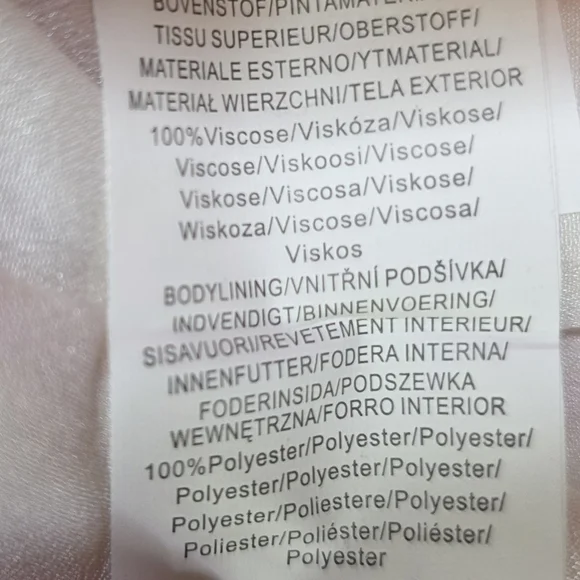 BOVENSTOF/PINTAMATERI
TISSU SUPERIEUR/OBERSTOFF/
MATERIALE ESTERNO/YTMATERIAL/
MATERIAŁ WIERZCHNI/TELA EXTERIOR
100%Viscose/Viskóza/Viskose/
Viscose/Viskoosi/Viscose/
Viskose/Viscosa/Viskose/
Wiskoza/Viscose/Viscosa/
Viskos
BODYLINING/VNITŘNÍ PODŠÍVKA/
INDVENDIGT/BINNENVOERING/
SISAVUORI/REVETEMENT INTERIEUR/
INNENFUTTER/FODERA INTERNA/
FODERINSIDA/PODSZEWKA
WEWNĘTRZNA/FORRO INTERIOR
100%Polyester/Polyester/Polyester/
Polyester/Polyester/Polyester/
Polyester/Poliestere/Polyester/
Poliester/Poliéster/Poliéster/
Polyester